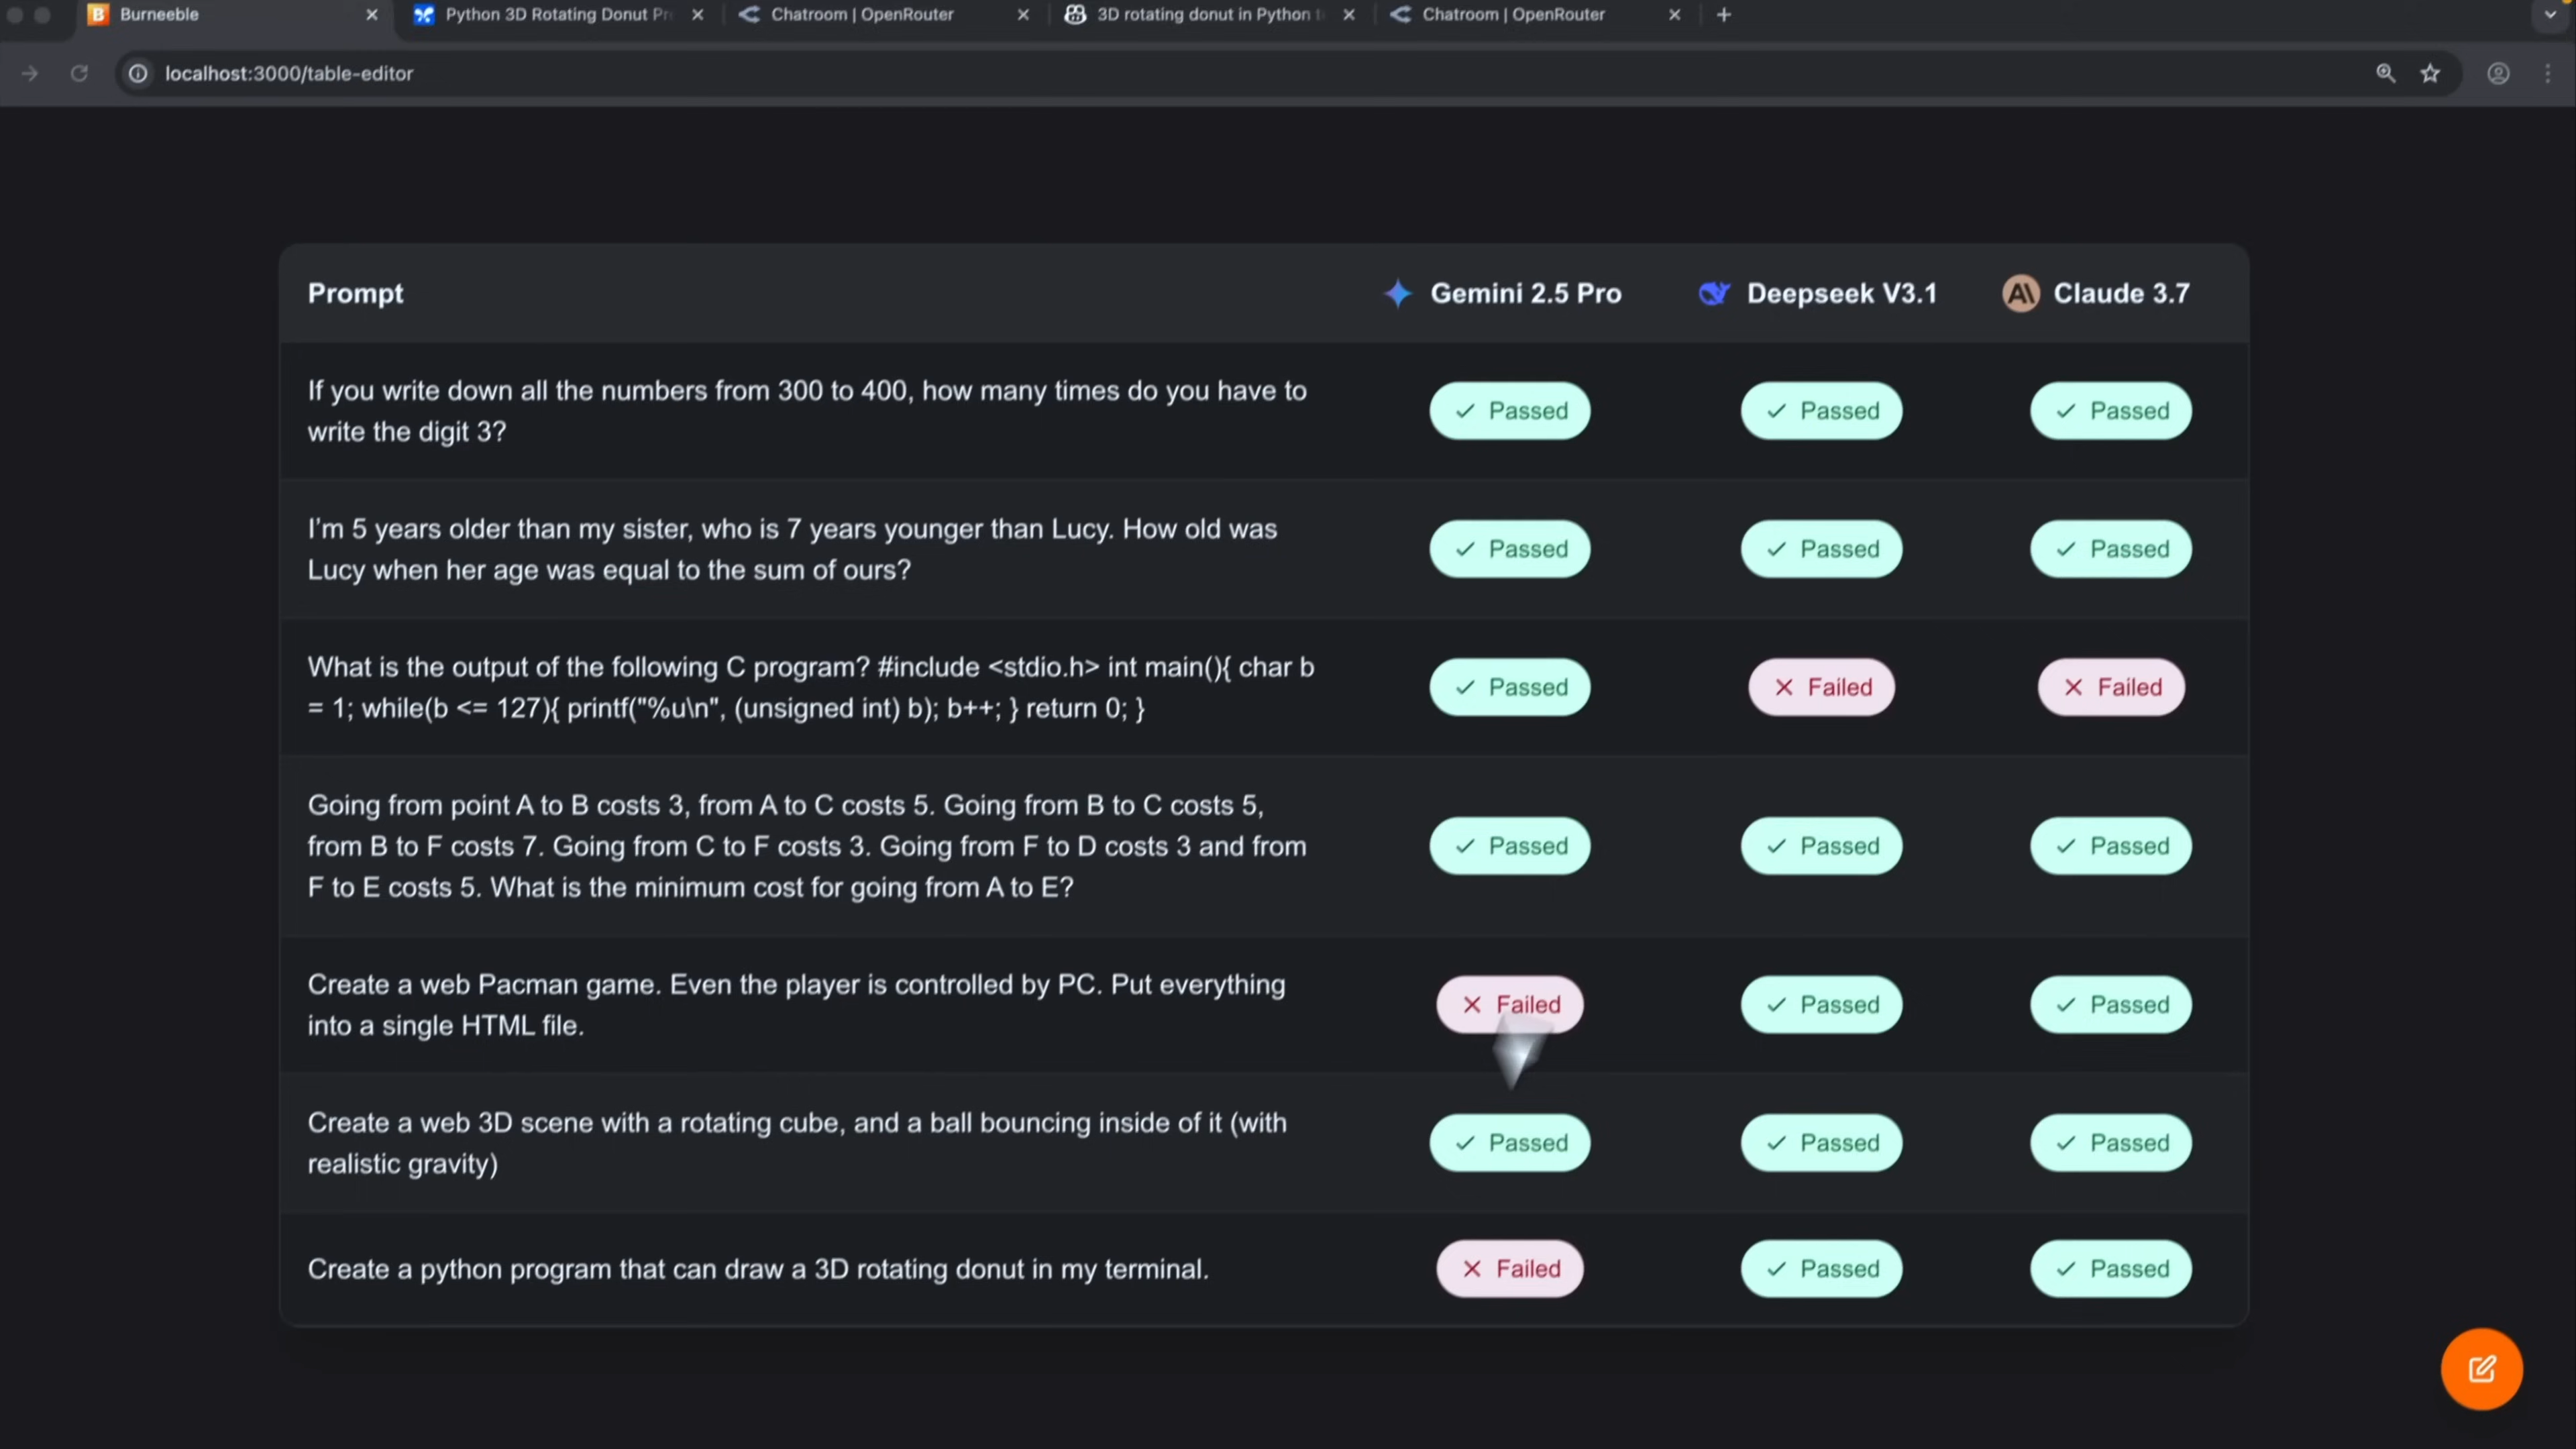 Burneeble
Python 3D Rotating Donut Pr
Chatroom | OpenRouter
3D rotating donut in Python t
Chatroom | OpenRouter
localhost:3000/table-editor
Prompt
Gemini 2.5 Pro
Deepseek V3.1
Claude 3.7
If you write down all the numbers from 300 to 400, how many times do you have to
write the digit 3?
Passed
Passed
Passed
I'm 5 years older than my sister, who is 7 years younger than Lucy. How old was
Lucy when her age was equal to the sum of ours?
Passed
Passed
Passed
What is the output of the following C program? #include <stdio.h> int main(){ char b
= 1; while(b <= 127){ printf("%u\n", (unsigned int) b); b++; } return 0; }
Passed
Failed
Failed
Going from point A to B costs 3, from A to C costs 5. Going from B to C costs 5,
from B to F costs 7. Going from C to F costs 3. Going from F to D costs 3 and from
F to E costs 5. What is the minimum cost for going from A to E?
Passed
Passed
Passed
Create a web Pacman game. Even the player is controlled by PC. Put everything
into a single HTML file.
Failed
Passed
Passed
Create a web 3D scene with a rotating cube, and a ball bouncing inside of it (with
realistic gravity)
Passed
Passed
Passed
Create a python program that can draw a 3D rotating donut in my terminal.
Failed
Passed
Passed